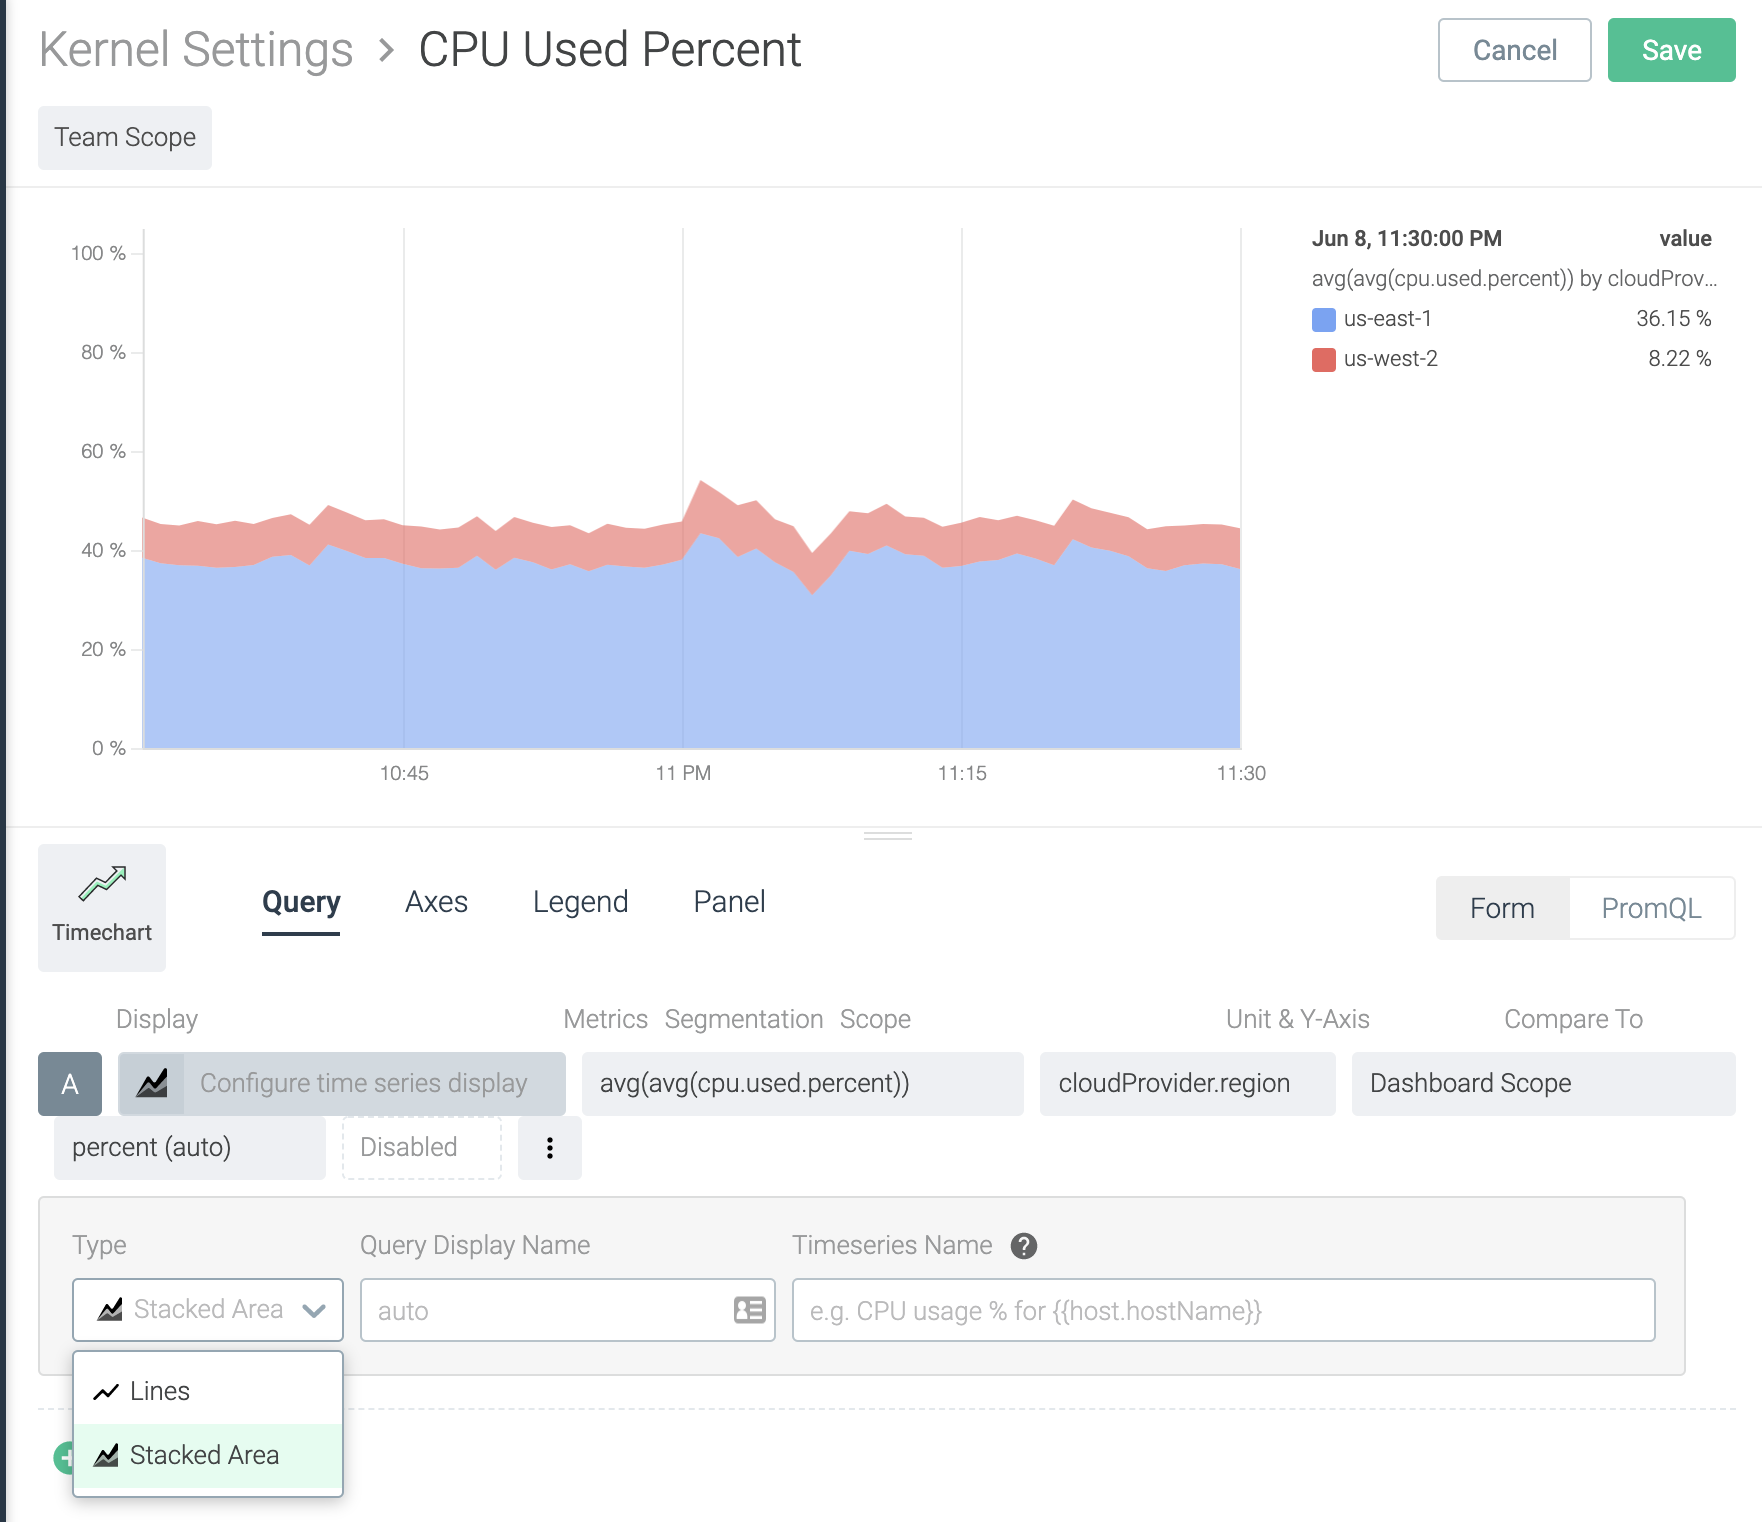 Kernel Settings > CPU Used Percent
Cancel
Save
Team Scope
100 %
80 %
60 %
40 %
20 %
0 %
10:45
11 PM
11:15
11:30
Jun 8, 11:30:00 PM value
avg(avg(cpu.used.percent)) by cloudProv...
us-east-1 36.15 %
us-west-2 8.22 %
Timechart
Query
Axes
Legend
Panel
Form
PromQL
Display Metrics Segmentation Scope Unit & Y-Axis Compare To
A Configure time series display avg(avg(cpu.used.percent)) cloudProvider.region Dashboard Scope
percent (auto) Disabled
Type Query Display Name Timeseries Name ?
Stacked Area auto e.g. CPU usage % for {{host.hostName}}
Lines
Stacked Area